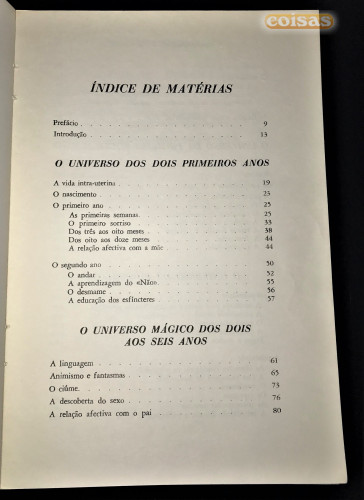 coisas
ÍNDICE DE MATÉRIAS
Prefácio 9
Introdução 13
O UNIVERSO DOS DOIS PRIMEIROS ANOS
A vida intra-uterina 19
O nascimento 23
O primeiro ano 25
As primeiras semanas 25
O primeiro sorriso 33
Dos três aos oito meses 38
Dos oito aos doze meses 44
A relação afectiva com a mãe 44
O segundo ano 50
O andar 52
A aprendizagem do «Não» 55
O desmame 56
A educação dos esfíncteres 57
O UNIVERSO MÁGICO DOS DOIS
AOS SEIS ANOS
A linguagem 61
Animismo e fantasmas 65
O ciúme 73
A descoberta do sexo 76
A relação afectiva com o pai 80